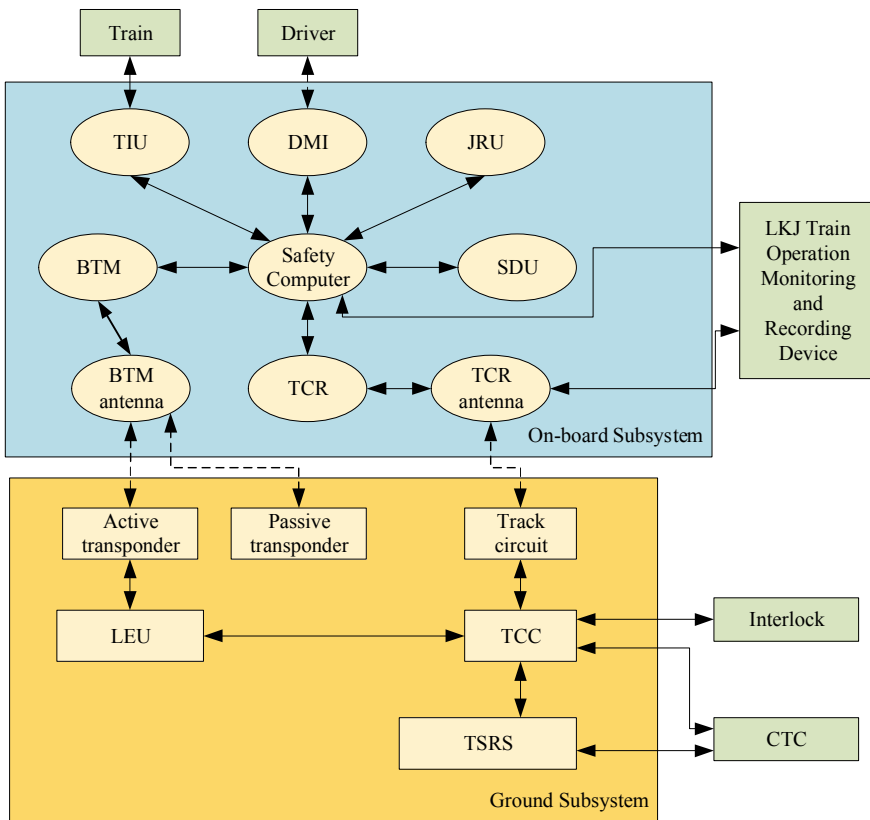 Train
Driver
TIU
DMI
JRU
BTM
Safety
Computer
SDU
LKJ Train
Operation
Monitoring
and
Recording
Device
BTM
antenna
TCR
TCR
antenna
On-board Subsystem
Active
transponder
Passive
transponder
Track
circuit
LEU
TCC
Interlock
TSRS
CTC
Ground Subsystem